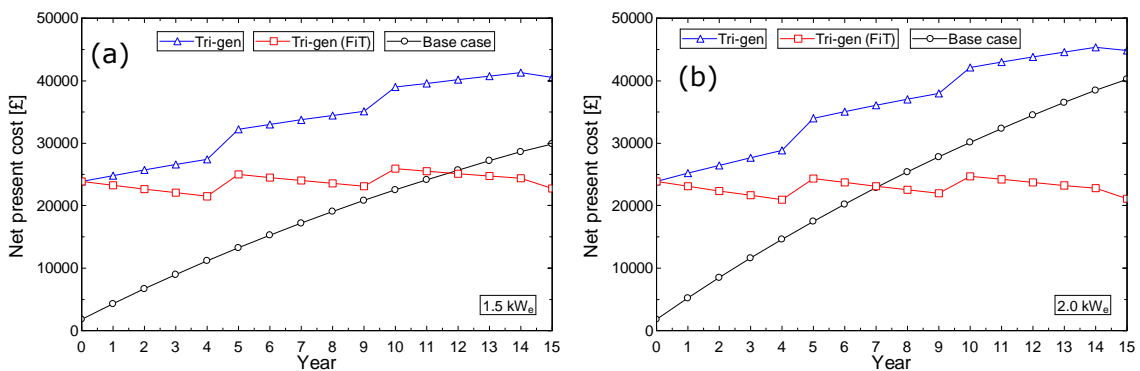 (a)
Tri-gen Tri-gen (FiT) Base case
Net present cost [£]
50000
40000
30000
20000
10000
0
1.5 kWe
0 1 2 3 4 5 6 7 8 9 10 11 12 13 14 15
Year
(b)
Tri-gen Tri-gen (FiT) Base case
Net present cost [£]
50000
40000
30000
20000
10000
0
2.0 kWe
0 1 2 3 4 5 6 7 8 9 10 11 12 13 14 15
Year